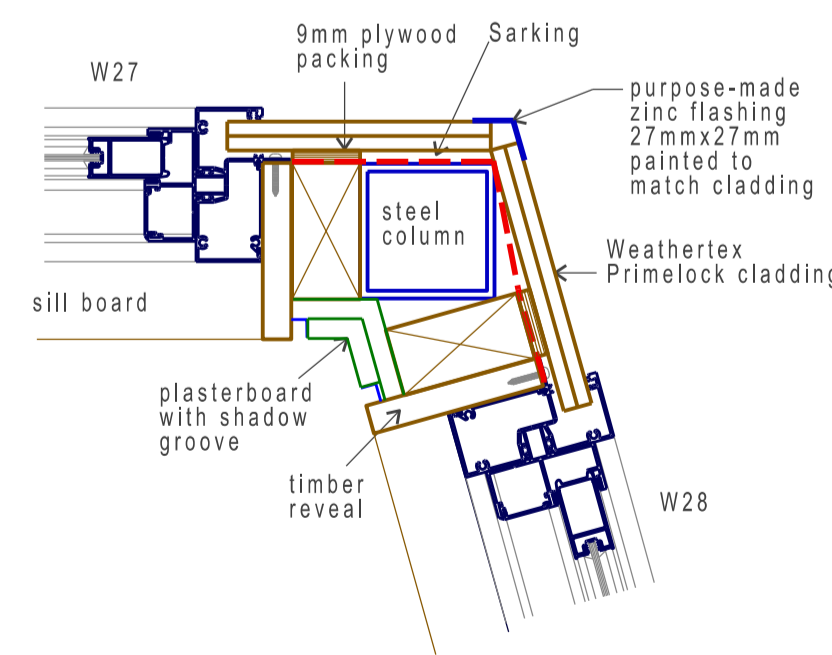 W27
9mm plywood
packing
Sarking
purpose-made
zinc flashing
27mmx27mm
painted to
match cladding
steel
column
Weathertex
Primelock cladding
sill board
plasterboard
with shadow
groove
timber
reveal
W28